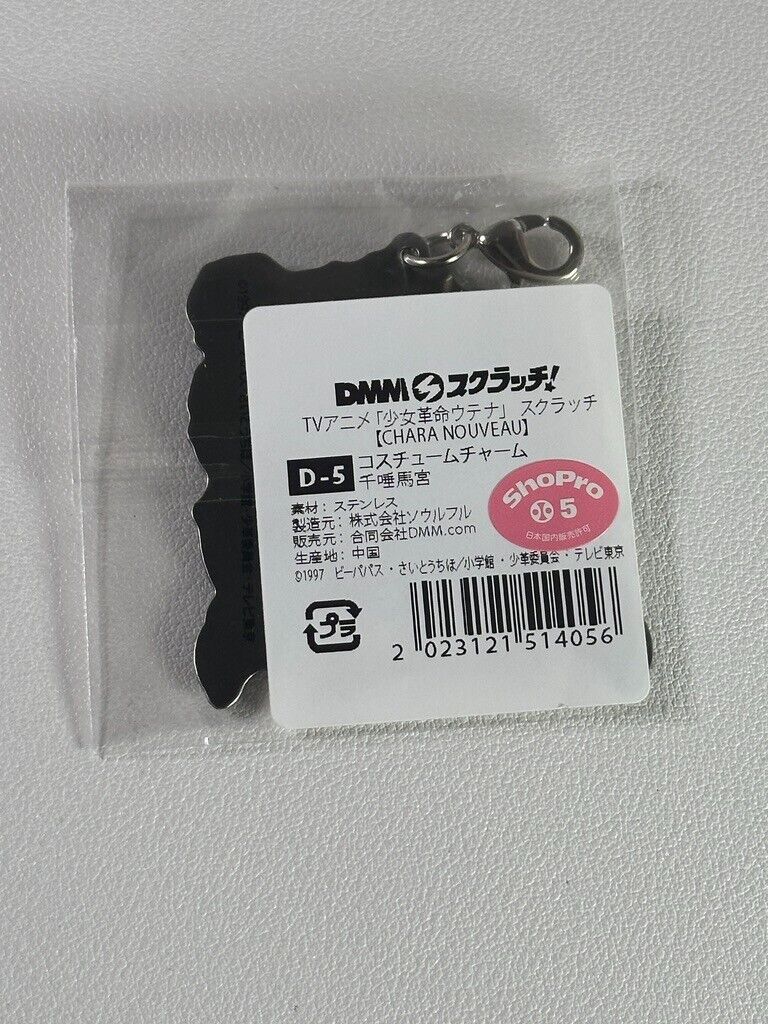 DMM スクラッチ!
TVアニメ「少女革命ウテナ」 スクラッチ
【CHARA NOUVEAU】
D-5
コスチュームチャーム
千唾馬宮
ShoPro
5
日本国内販売許可
素材：ステンレス
製造元：株式会社ソウルフル
販売元：合同会社DMM.com
生産地：中国
©1997 ビーパパス・さいとうちほ/小学館・少革委員会・テレビ東京
プラ
2 023121 514056